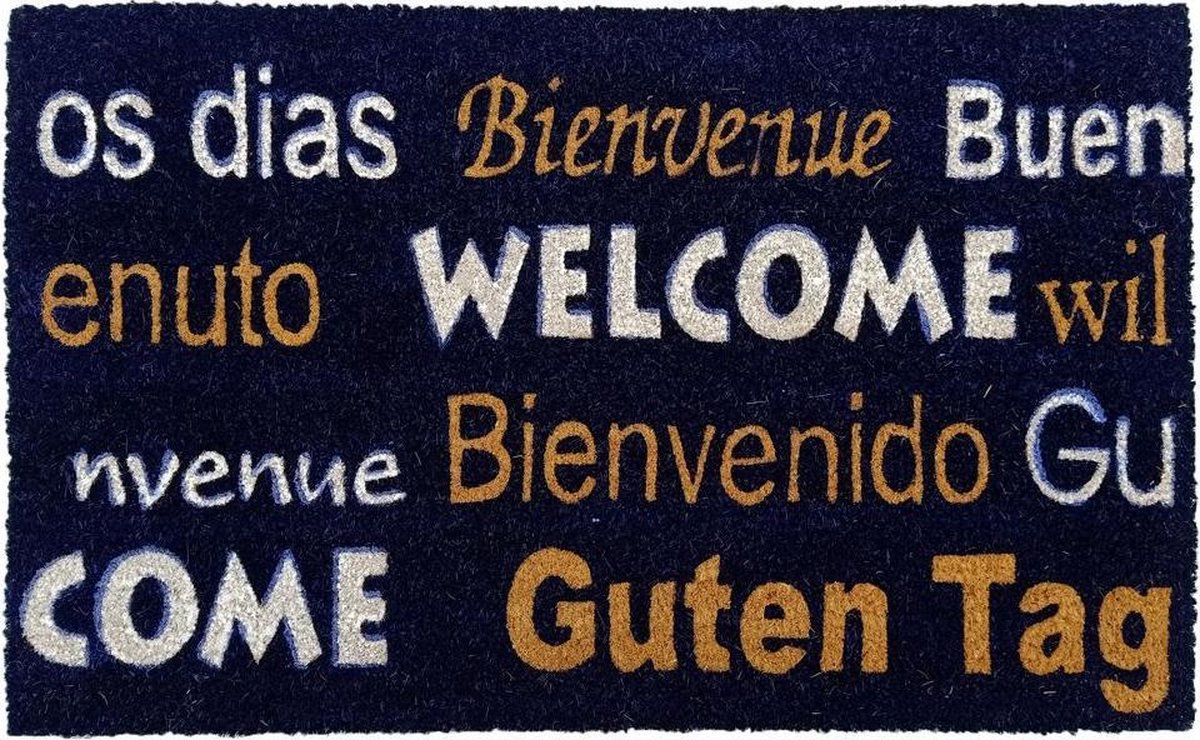 os dias Bienvenue Buen
enuto WELCOME wil
nvenue Bienvenido Gu
COME Guten Tag